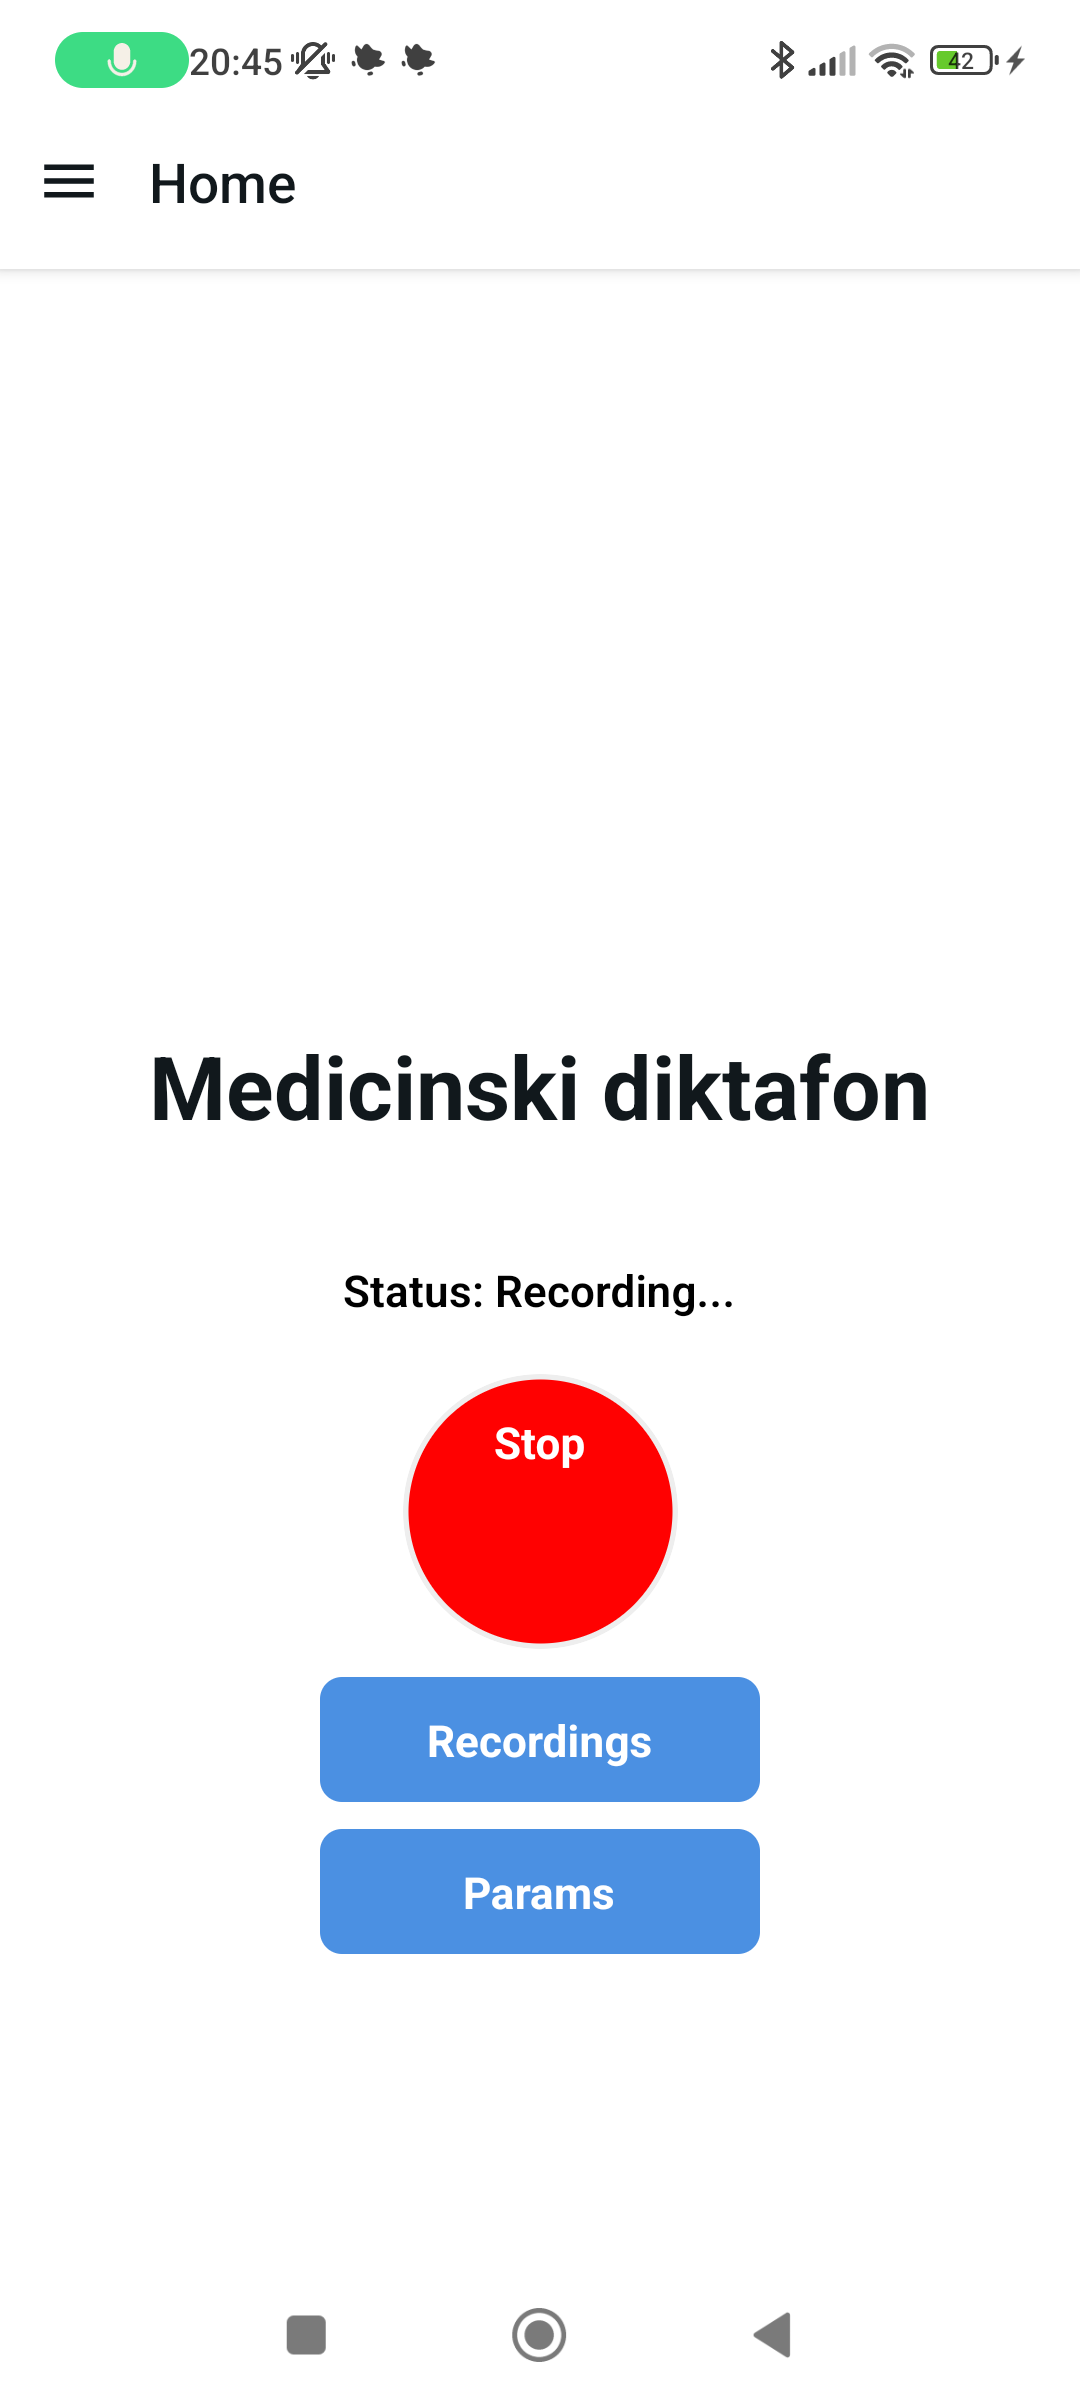 20:45
42
Home
Medicinski diktafon
Status: Recording...
Stop
Recordings
Params